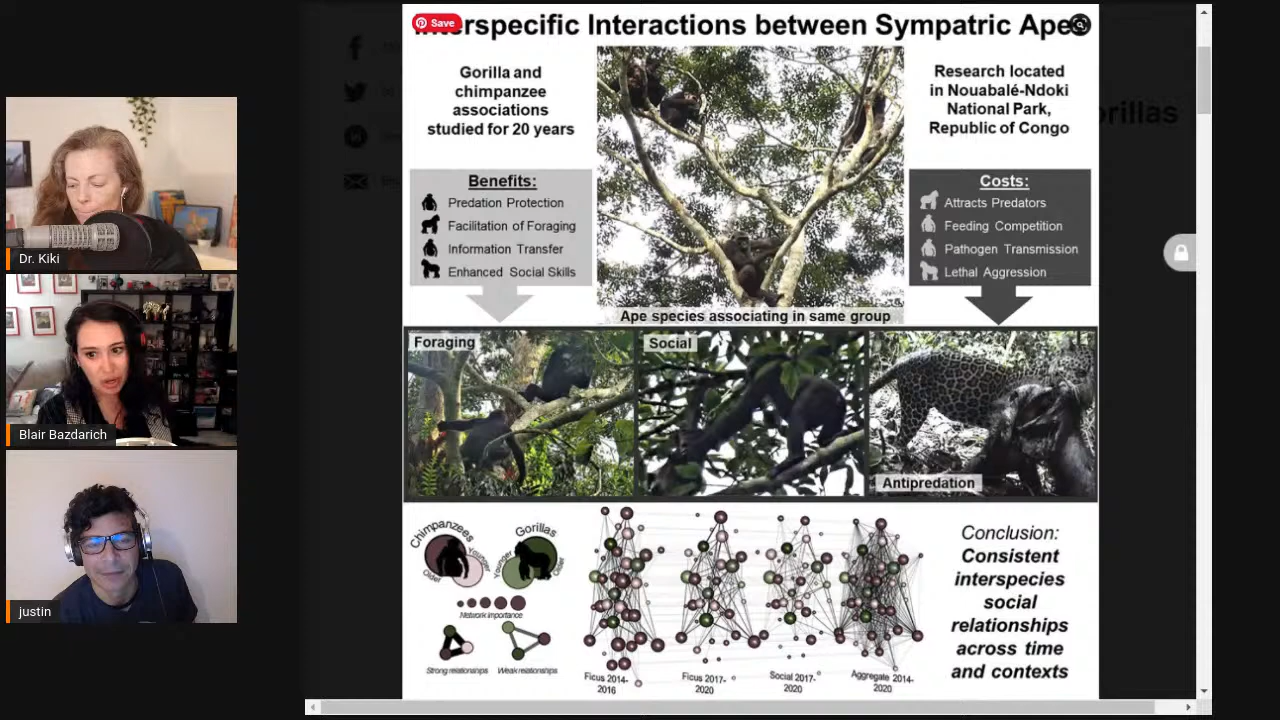 Save
erspecific Interactions between Sympatric Ape
Gorilla and
chimpanzee
associations
studied for 20 years
Research located
in Nouabalé-Ndoki
National Park,
Republic of Congo
orillas
Benefits:
Predation Protection
Facilitation of Foraging
Information Transfer
Enhanced Social Skills
Costs:
Attracts Predators
Feeding Competition
Pathogen Transmission
Lethal Aggression
Ape species associating in same group
Foraging
Social
Antipredation
Chimpanzees
Younger
Older
Gorillas
Younger
Older
Network importance
Strong relationships
Weak relationships
Ficus 2014-
2016
Ficus 2017-
2020
Social 2017-
2020
Aggregate 2014-
2020
Conclusion:
Consistent
interspecies
social
relationships
across time
and contexts
Dr. Kiki
Blair Bazdarich
justin